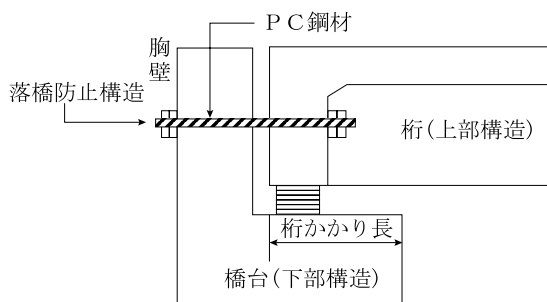 PC鋼材
胸壁
落橋防止構造
桁(上部構造)
桁かかり長
橋台(下部構造)